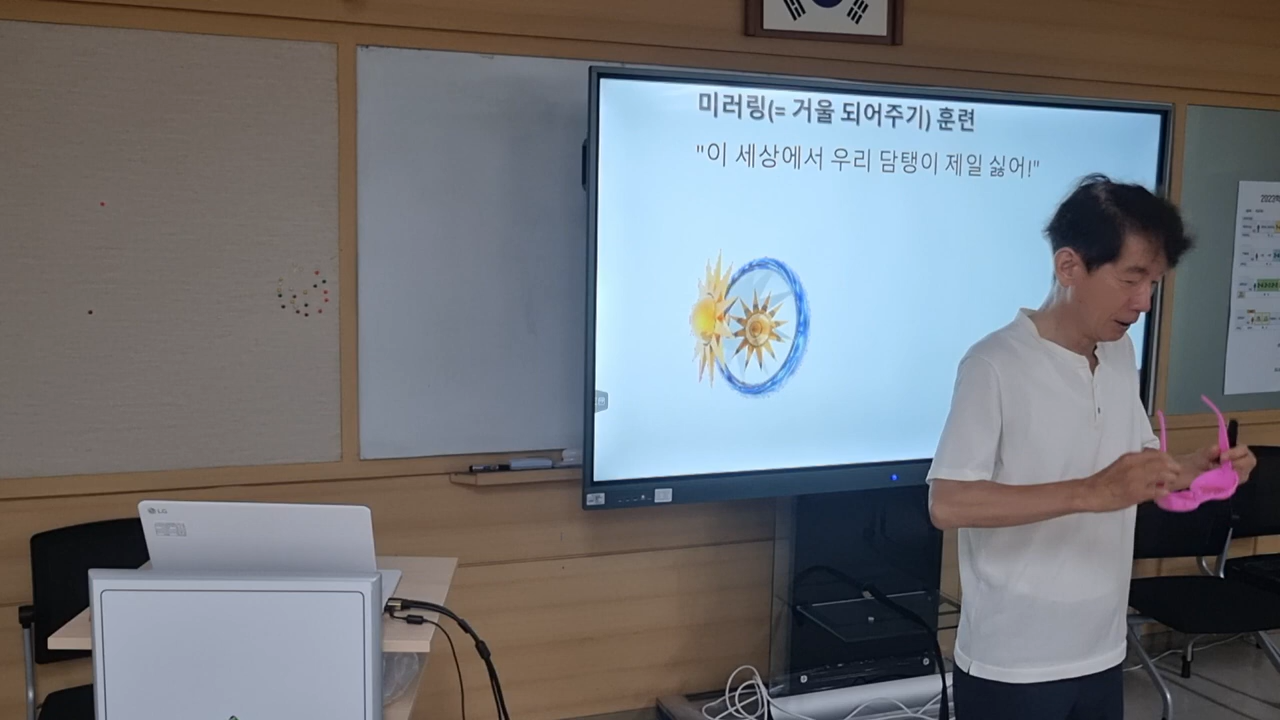 미러링(= 거울 되어주기) 훈련
"이 세상에서 우리 담탱이 제일 싫어!"
LG